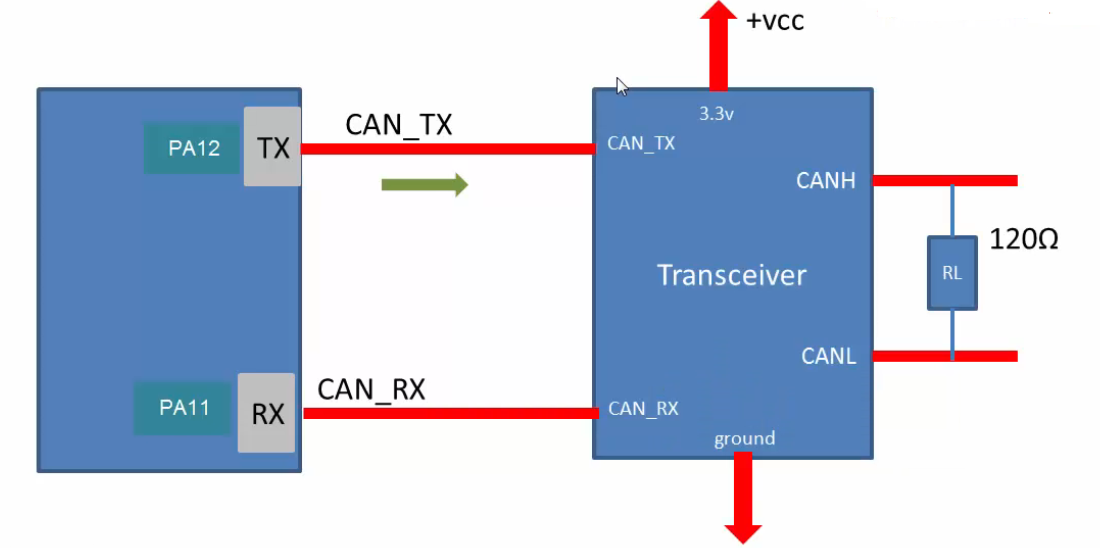 +vcc
3.3v
CAN_TX
PA12
TX
CAN_TX
CANH
120Ω
Transceiver
RL
CANL
CAN_RX
PA11
RX
CAN_RX
ground